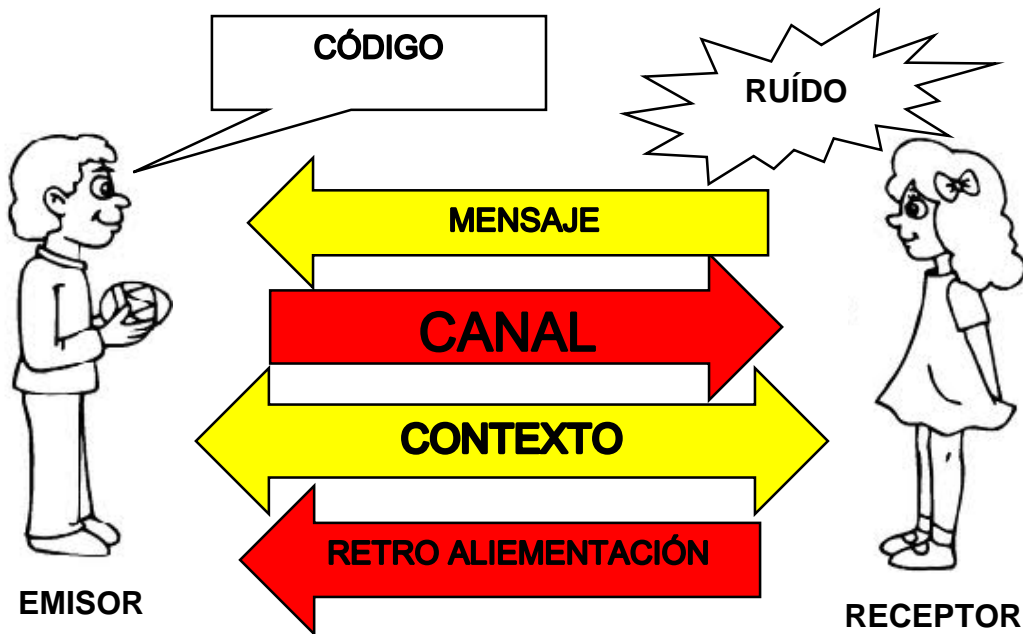 CÓDIGO
RUÍDO
MENSAJE
CANAL
CONTEXTO
RETRO ALIEMENTACIÓN
EMISOR
RECEPTOR